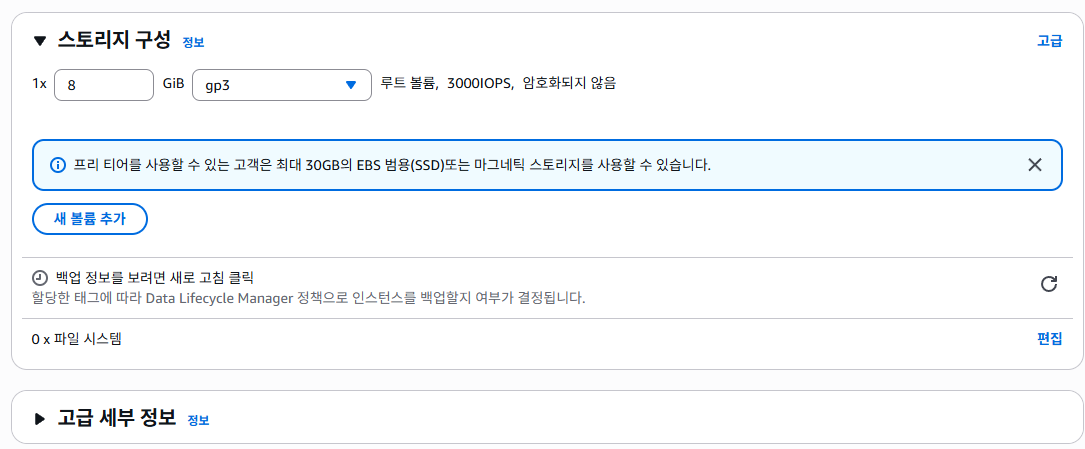 스토리지 구성 정보 고급
1x 8 GiB gp3 루트 볼륨, 3000IOPS, 암호화되지 않음
프리 티어를 사용할 수 있는 고객은 최대 30GB의 EBS 범용(SSD)또는 마그네틱 스토리지를 사용할 수 있습니다.
새 볼륨 추가
백업 정보를 보려면 새로 고침 클릭
할당한 태그에 따라 Data Lifecycle Manager 정책으로 인스턴스를 백업할지 여부가 결정됩니다.
0 x 파일 시스템 편집
고급 세부 정보 정보